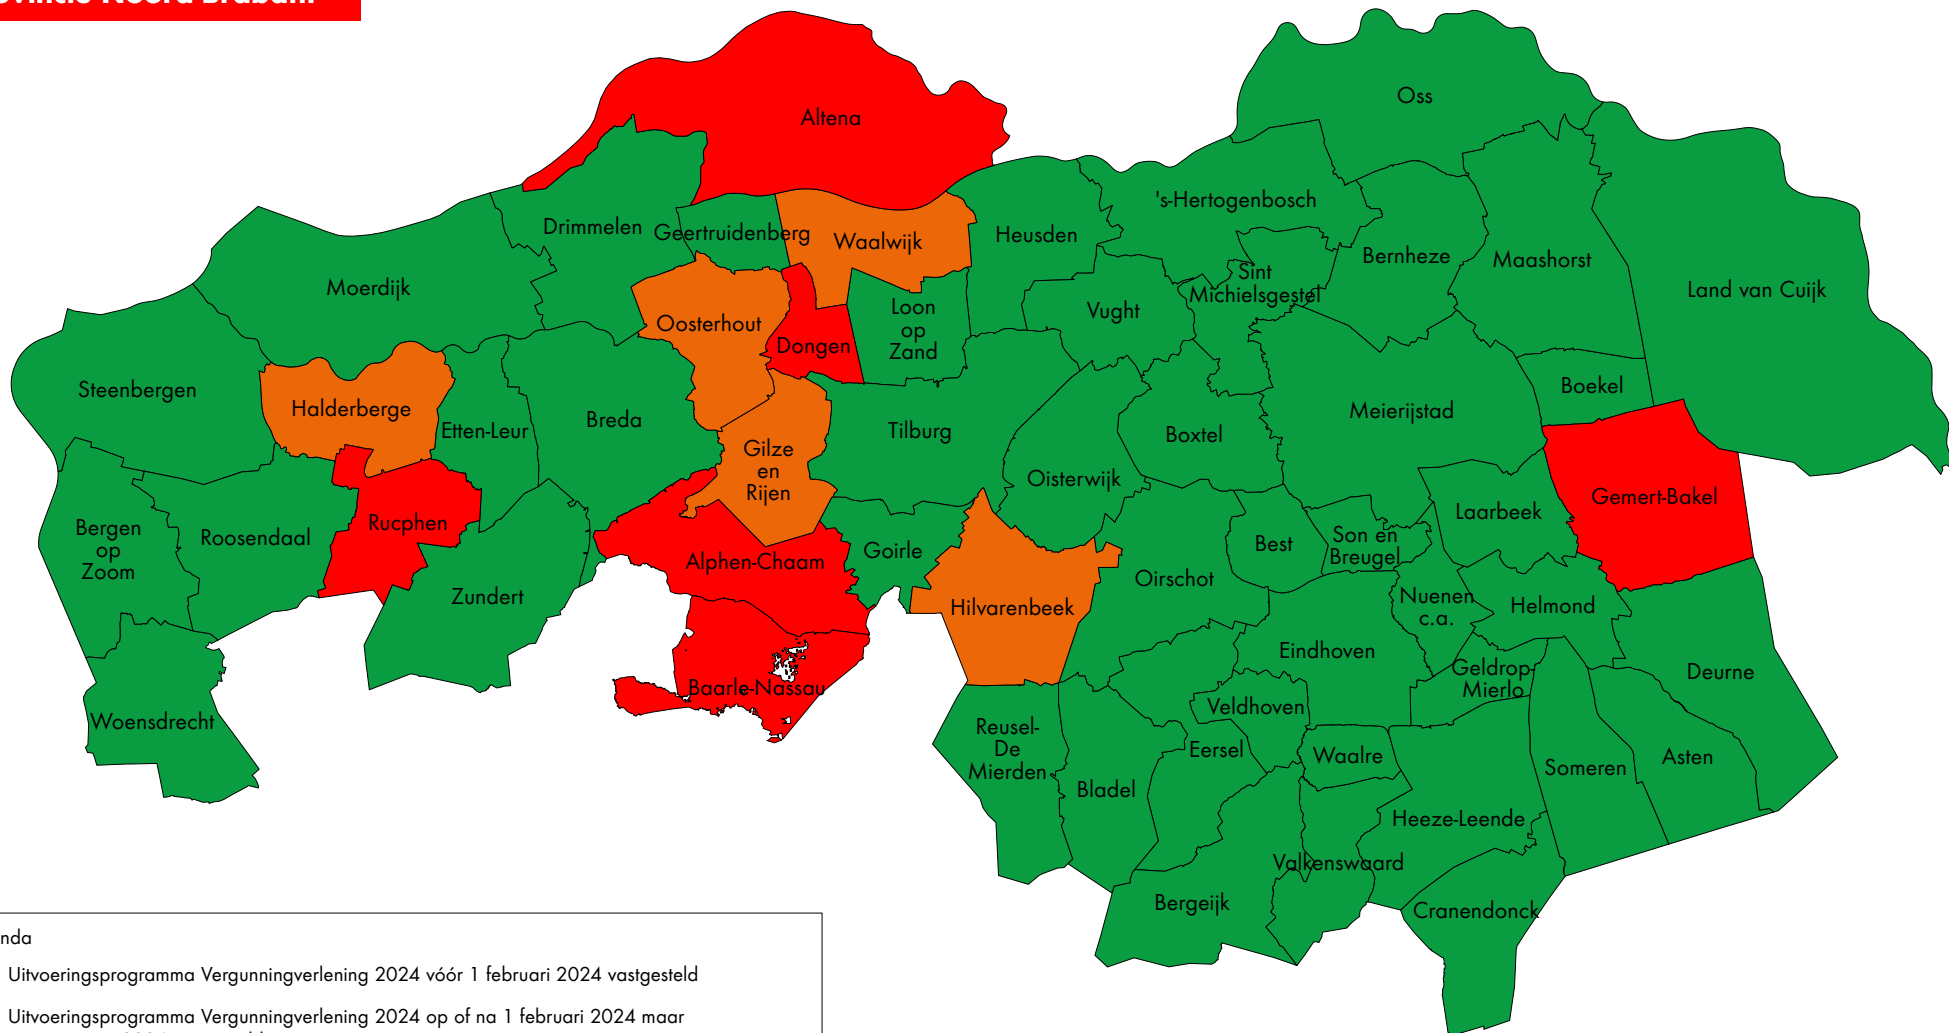 Altena
Oss
's-Hertogenbosch
Drimmelen
Geertruidenberg
Waalwijk
Heusden
Bernheze
Maashorst
Sint
Michielsgestel
Land van Cuijk
Moerdijk
Loon
op
Zand
Vught
Oosterhout
Dongen
Steenbergen
Halderberge
Etten-Leur
Breda
Tilburg
Boxtel
Meierijstad
Boekel
Gilze
en
Rijen
Oisterwijk
Gemert-Bakel
Bergen
op
Zoom
Roosendaal
Rucphen
Laarbeek
Goirle
Best
Son en
Breugel
Alphen-Chaam
Oirschot
Zundert
Hilvarenbeek
Nuenen
c.a.
Helmond
Eindhoven
Geldrop-
Mierlo
Deurne
Baarle-Nassau
Woensdrecht
Veldhoven
Reusel-
De
Mierden
Eersel
Waalre
Someren
Asten
Bladel
Heeze-Leende
Valkenswaard
Bergeijk
Cranendonck
nda
Uitvoeringsprogramma Vergunningverlening 2024 vóór 1 februari 2024 vastgesteld
Uitvoeringsprogramma Vergunningverlening 2024 op of na 1 februari 2024 maar